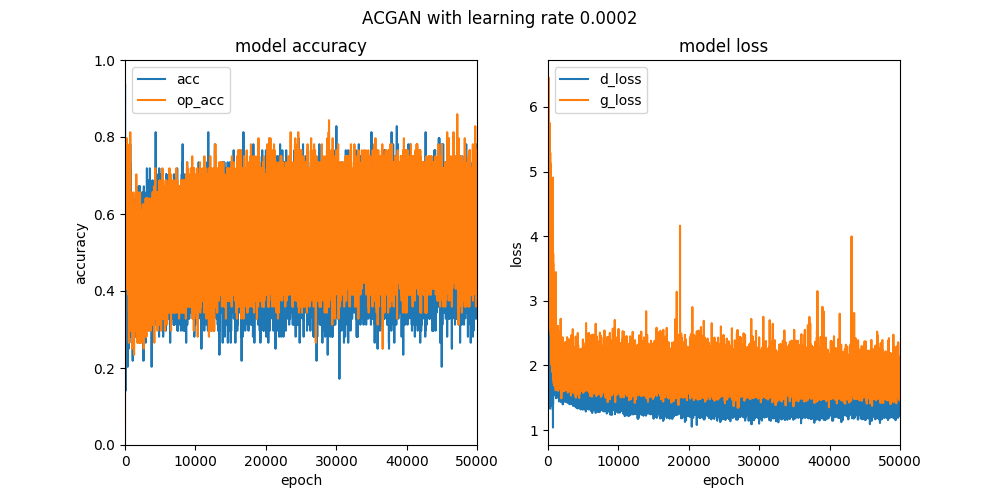 ACGAN with learning rate 0.0002
model accuracy
acc
op_acc
1.0
0.8
0.6
0.4
0.2
0.0
accuracy
0
10000
20000
30000
40000
50000
epoch
model loss
d_loss
g_loss
6
5
4
3
2
1
loss
0
10000
20000
30000
40000
50000
epoch